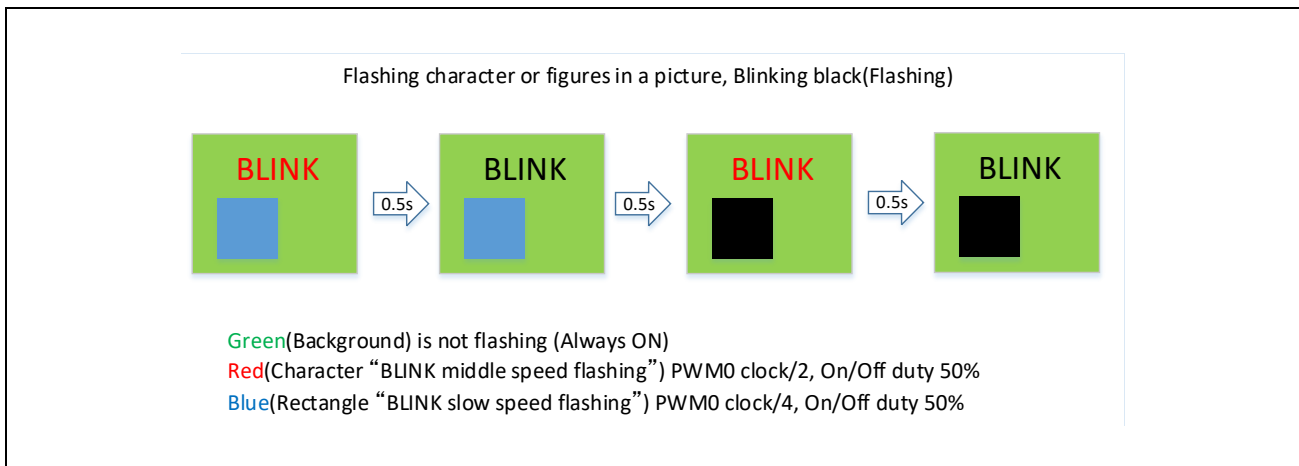 Flashing character or figures in a picture, Blinking black(Flashing)
BLINK
0.5s
BLINK
0.5s
BLINK
0.5s
BLINK
Green(Background) is not flashing (Always ON)
Red(Character “BLINK middle speed flashing”) PWM0 clock/2, On/Off duty 50%
Blue(Rectangle “BLINK slow speed flashing”) PWM0 clock/4, On/Off duty 50%